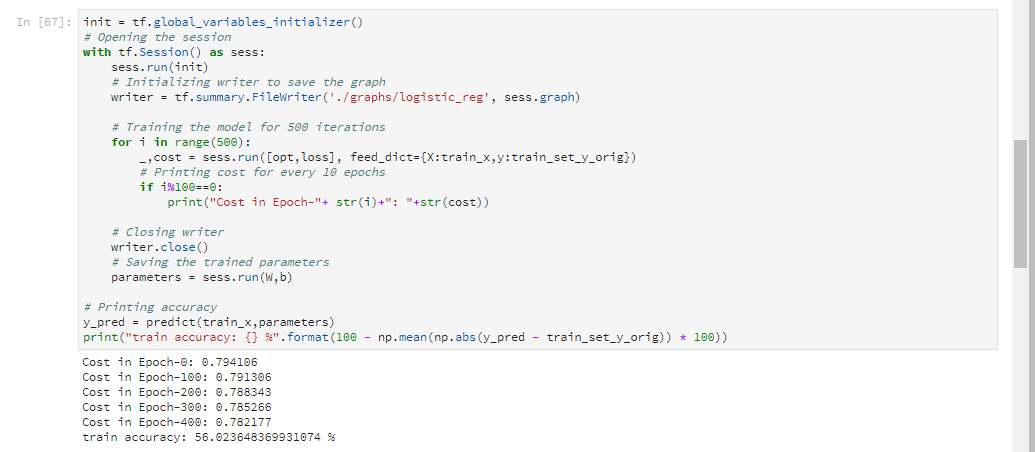 In [67]: init = tf.global_variables_initializer()
# Opening the session
with tf.Session() as sess:
    sess.run(init)
    # Initializing writer to save the graph
    writer = tf.summary.FileWriter('./graphs/logistic_reg', sess.graph)

    # Training the model for 500 iterations
    for i in range(500):
        _,cost = sess.run([opt,loss], feed_dict={X:train_x,y:train_set_y_orig})
        # Printing cost for every 10 epochs
        if i%100==0:
            print("Cost in Epoch-"+ str(i)+": "+str(cost))

    # Closing writer
    writer.close()
    # Saving the trained parameters
    parameters = sess.run(W,b)

# Printing accuracy
y_pred = predict(train_x,parameters)
print("train accuracy: {} %".format(100 - np.mean(np.abs(y_pred - train_set_y_orig)) * 100))
Cost in Epoch-0: 0.794106
Cost in Epoch-100: 0.791306
Cost in Epoch-200: 0.788343
Cost in Epoch-300: 0.785266
Cost in Epoch-400: 0.782177
train accuracy: 56.023648369931074 %